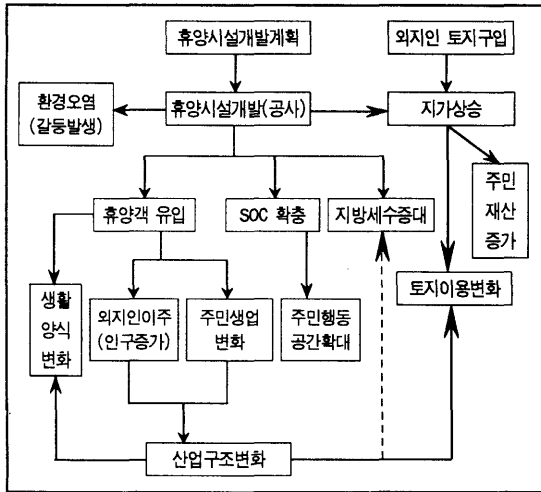 휴양시설개발계획
외지인 토지구입
환경오염
(갈등발생)
휴양시설개발(공사)
지가상승
주민
재산
증가
휴양객 유입
SOC 확충
지방세수증대
토지이용변화
생활
양식
변화
외지인이주
(인구증가)
주민생업
변화
주민행동
공간확대
산업구조변화